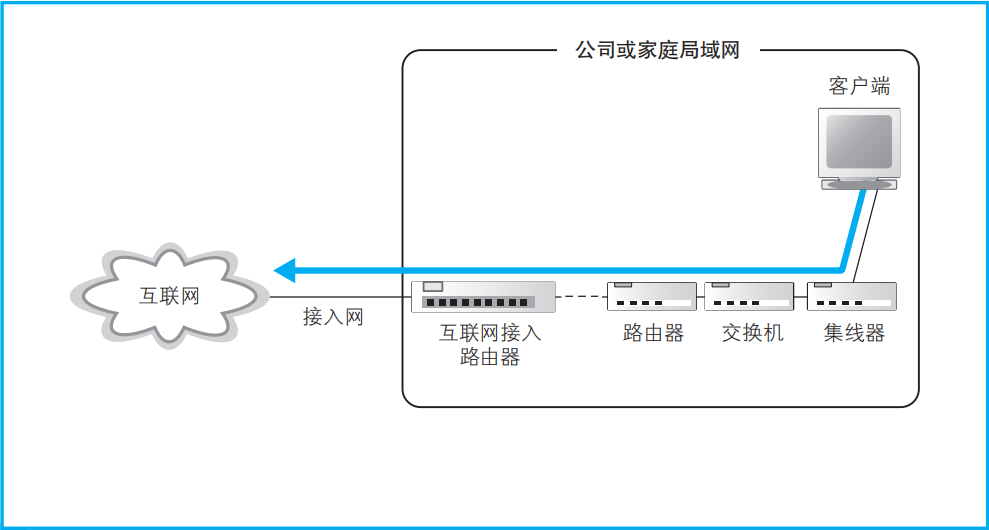 公司或家庭局域网
客户端
互联网
接入网
互联网接入
路由器
路由器
交换机
集线器